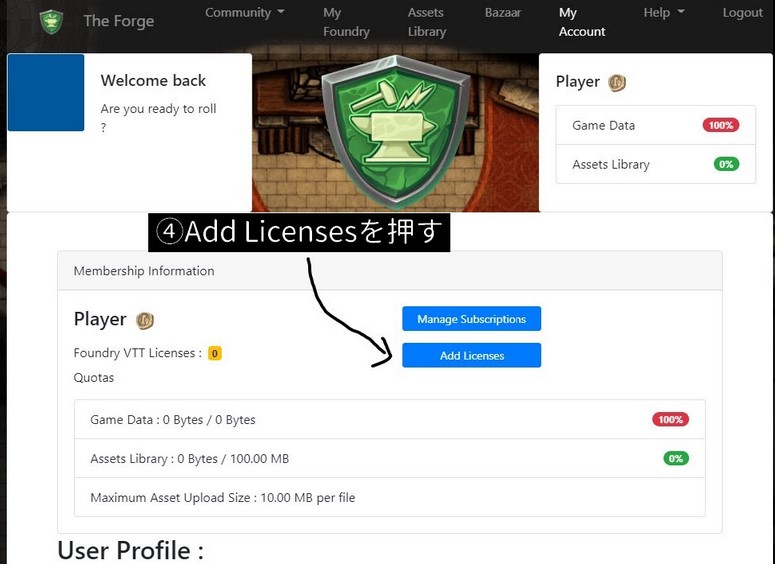 The Forge
Community
My
Foundry
Assets
Library
Bazaar
My
Account
Help
Logout
Welcome back
Are you ready to roll
?
Player
Game Data 100%
Assets Library 0%
④Add Licensesを押す
Membership Information
Player
Manage Subscriptions
Foundry VTT Licenses : 0
Add Licenses
Quotas
Game Data : 0 Bytes / 0 Bytes 100%
Assets Library : 0 Bytes / 100.00 MB 0%
Maximum Asset Upload Size : 10.00 MB per file
User Profile :